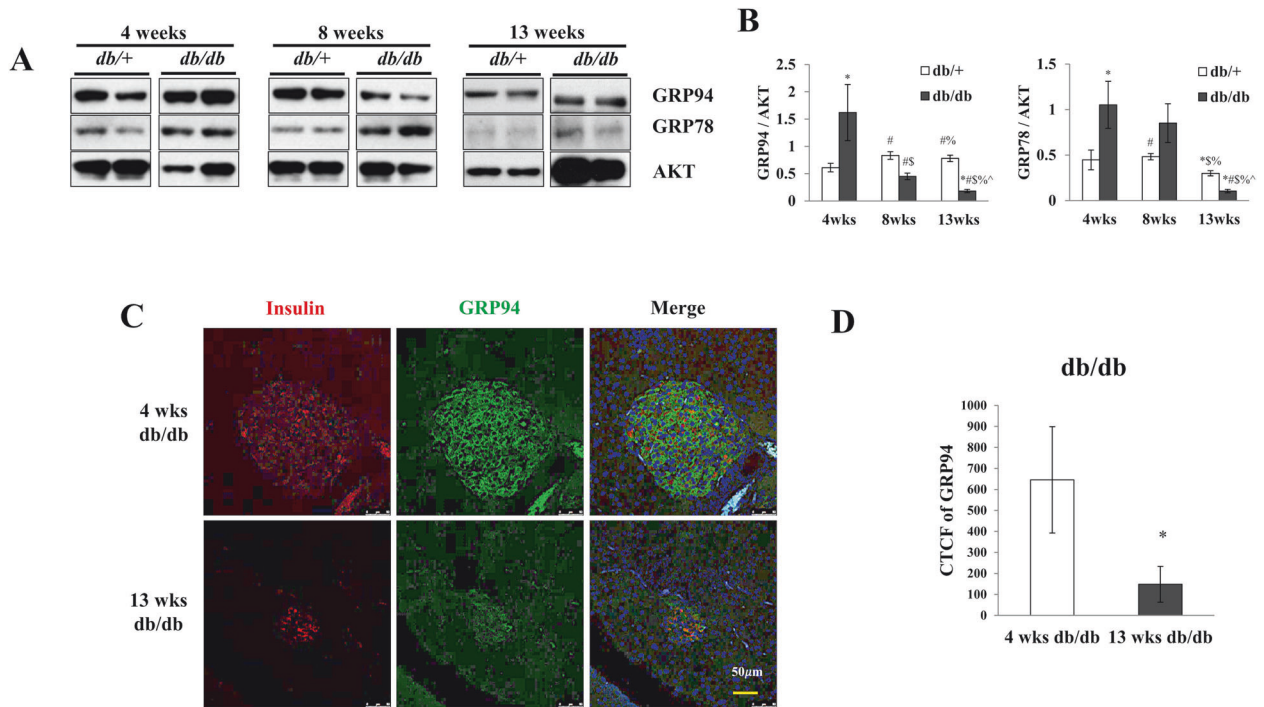 A
4 weeks
8 weeks
13 weeks
db/+
db/db
db/+
db/db
db/+
db/db
GRP94
GRP78
AKT
B
GRP94 / AKT
2.5
2
1.5
1
0.5
0
db/+
db/db
*
#
#$
#%
*#$%^
4wks
8wks
13wks
GRP78 / AKT
1.5
1
0.5
0
db/+
db/db
*
#
*$%
*#$%^
4wks
8wks
13wks
C
Insulin
GRP94
Merge
4 wks
db/db
13 wks
db/db
50µm
D
db/db
CTCF of GRP94
1000
900
800
700
600
500
400
300
200
100
0
*
4 wks db/db
13 wks db/db